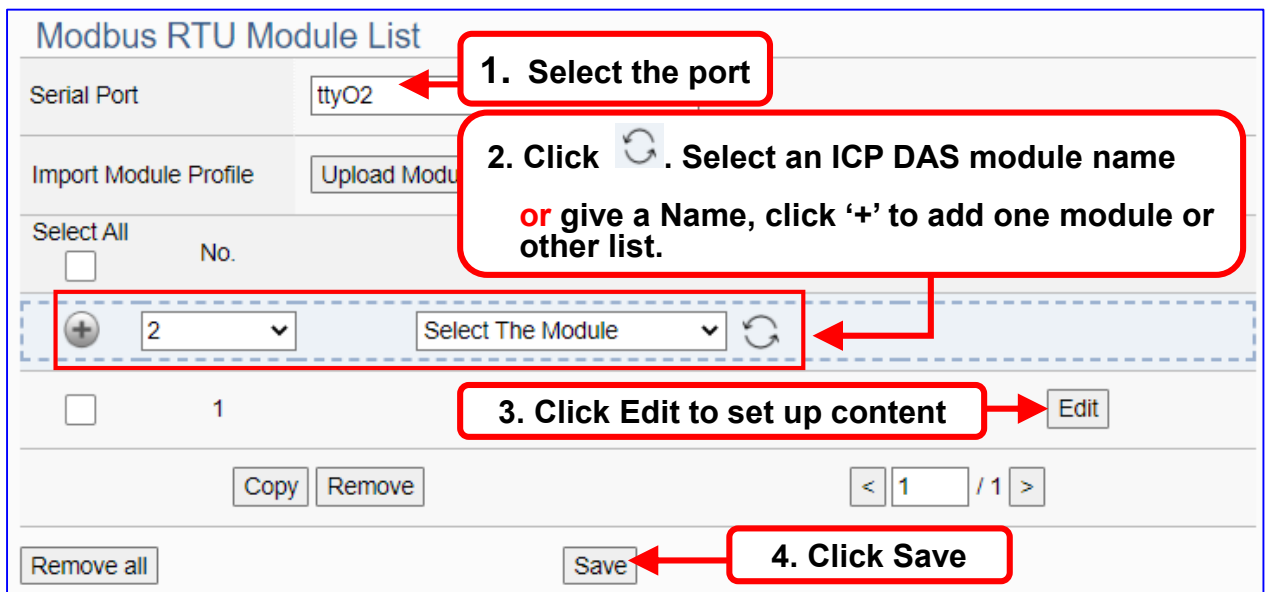 Modbus RTU Module List
1. Select the port
Serial Port
ttyO2
2. Click . Select an ICP DAS module name
or give a Name, click ‘+’ to add one module or
other list.
Import Module Profile
Upload Modu
Select All
No.
2
Select The Module
1
3. Click Edit to set up content
Edit
Copy Remove < 1 / 1 >
Remove all
Save
4. Click Save